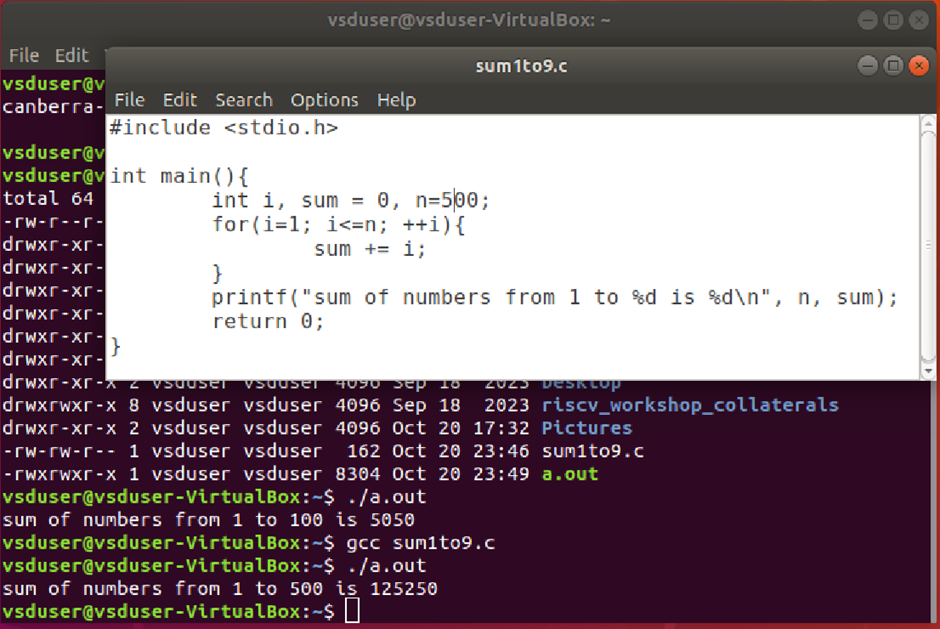 vsduser@vsduser-VirtualBox: ~
File Edit
sum1to9.c
File Edit Search Options Help
#include <stdio.h>
int main(){
int i, sum = 0, n=500;
for(i=1; i<=n; ++i){
sum += i;
}
printf("sum of numbers from 1 to %d is %d\n", n, sum);
return 0;
}
vsduser@v
canberra-
vsduser@v
vsduser@v
total 64
-rw-r--r-
drwxr-xr-
drwxr-xr-
drwxr-xr-
drwxr-xr-
drwxr-xr-
drwxr-xr-
drwxr-xr-x 2 vsduser vsduser 4096 Sep 18 2023 Desktop
drwxrwxr-x 8 vsduser vsduser 4096 Sep 18 2023 riscv_workshop_collaterals
drwxr-xr-x 2 vsduser vsduser 4096 Oct 20 17:32 Pictures
-rw-rw-r-- 1 vsduser vsduser 162 Oct 20 23:46 sum1to9.c
-rwxrwxr-x 1 vsduser vsduser 8304 Oct 20 23:49 a.out
vsduser@vsduser-VirtualBox:~$ ./a.out
sum of numbers from 1 to 100 is 5050
vsduser@vsduser-VirtualBox:~$ gcc sum1to9.c
vsduser@vsduser-VirtualBox:~$ ./a.out
sum of numbers from 1 to 500 is 125250
vsduser@vsduser-VirtualBox:~$